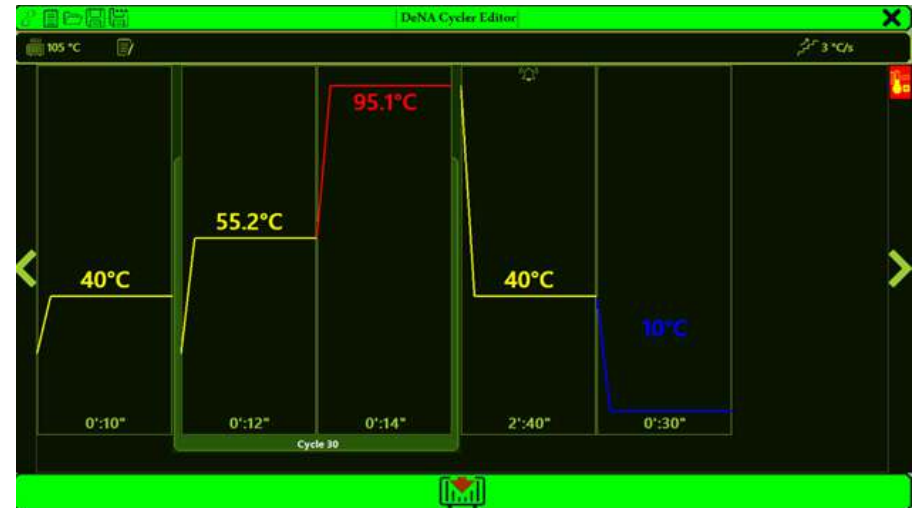 DeNA Cycler Editor
105 °C
3 °C/s
95.1°C
55.2°C
40°C
40°C
10°C
0':10"
0':12"
0':14"
2':40"
0':30"
Cycle 30